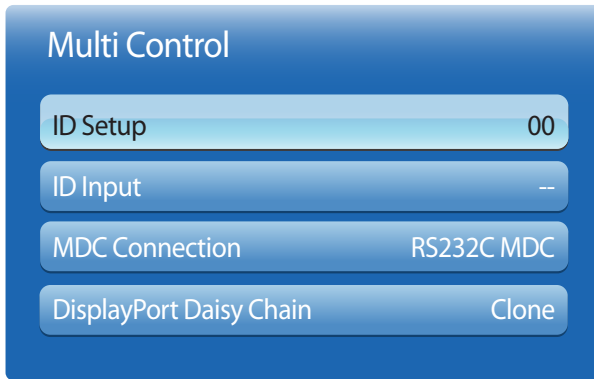 Multi Control
ID Setup 00
ID Input --
MDC Connection RS232C MDC
DisplayPort Daisy Chain Clone